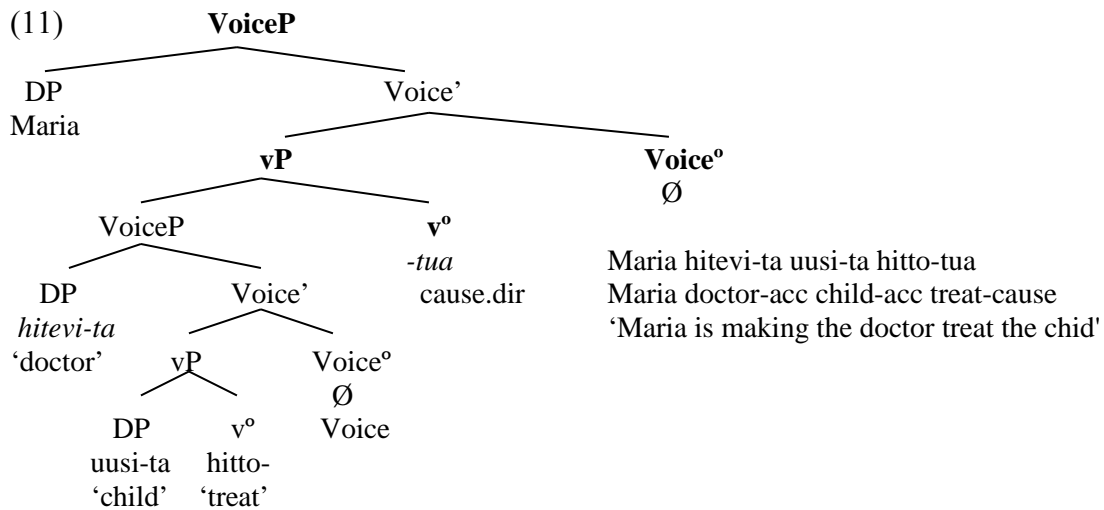 (11) VoiceP
DP Voice’
Maria
vP Voiceº
Ø
VoiceP vº
-tua Maria hitevi-ta uusi-ta hitto-tua
DP Voice’ cause.dir Maria doctor-acc child-acc treat-cause
hitevi-ta ‘Maria is making the doctor treat the chid'
‘doctor’ vP Voiceº
Ø
DP vº Voice
uusi-ta hitto-
‘child’ ‘treat’